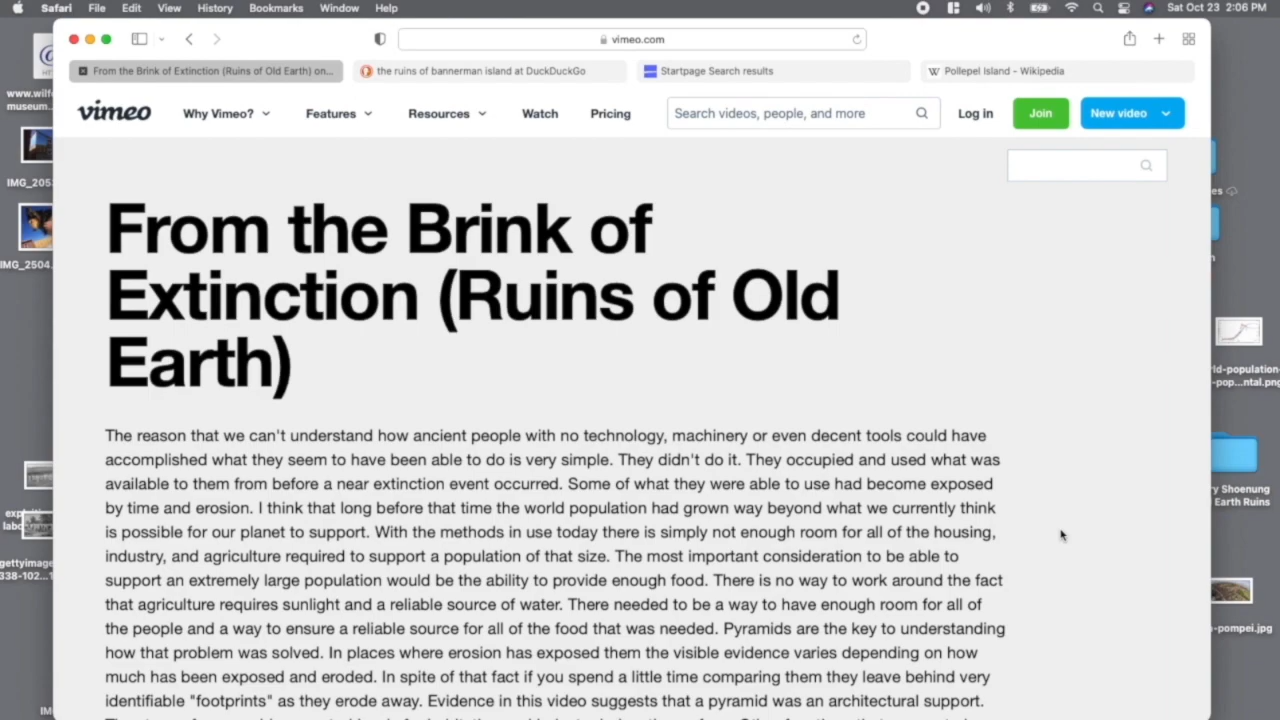 Safari File Edit View History Bookmarks Window Help
Sat Oct 23 2:06 PM
vimeo.com
From the Brink of Extinction (Ruins of Old Earth) on...
the ruins of bannerman island at DuckDuckGo
Startpage Search results
W Pollepel Island - Wikipedia
vimeo Why Vimeo? Features Resources Watch Pricing Search videos, people, and more Log in Join New video
museum...
IMG_205
IMG_2504.
From the Brink of
Extinction (Ruins of Old
Earth)
The reason that we can't understand how ancient people with no technology, machinery or even decent tools could have
accomplished what they seem to have been able to do is very simple. They didn't do it. They occupied and used what was
available to them from before a near extinction event occurred. Some of what they were able to use had become exposed
by time and erosion. I think that long before that time the world population had grown way beyond what we currently think
is possible for our planet to support. With the methods in use today there is simply not enough room for all of the housing,
industry, and agriculture required to support a population of that size. The most important consideration to be able to
support an extremely large population would be the ability to provide enough food. There is no way to work around the fact
that agriculture requires sunlight and a reliable source of water. There needed to be a way to have enough room for all of
the people and a way to ensure a reliable source for all of the food that was needed. Pyramids are the key to understanding
how that problem was solved. In places where erosion has exposed them the visible evidence varies depending on how
much has been exposed and eroded. In spite of that fact if you spend a little time comparing them they leave behind very
identifiable "footprints" as they erode away. Evidence in this video suggests that a pyramid was an architectural support.
ld-population-
-pop...ntal.png
y Shoenung
Earth Ruins
-pompei.jpg
gettyimage
338-102...1
IM